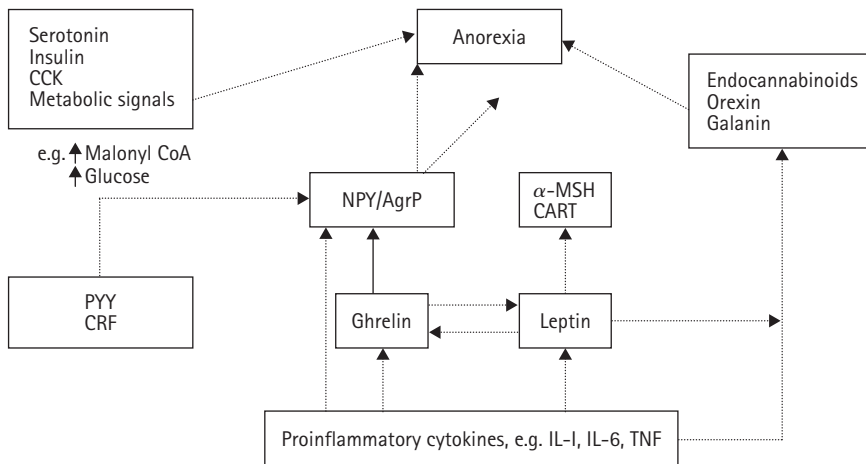 Serotonin
Insulin
CCK
Metabolic signals
Anorexia
Endocannabinoids
Orexin
Galanin
e.g. Malonyl CoA
Glucose
NPY/AgrP
α-MSH
CART
PYY
CRF
Ghrelin
Leptin
Proinflammatory cytokines, e.g. IL-I, IL-6, TNF